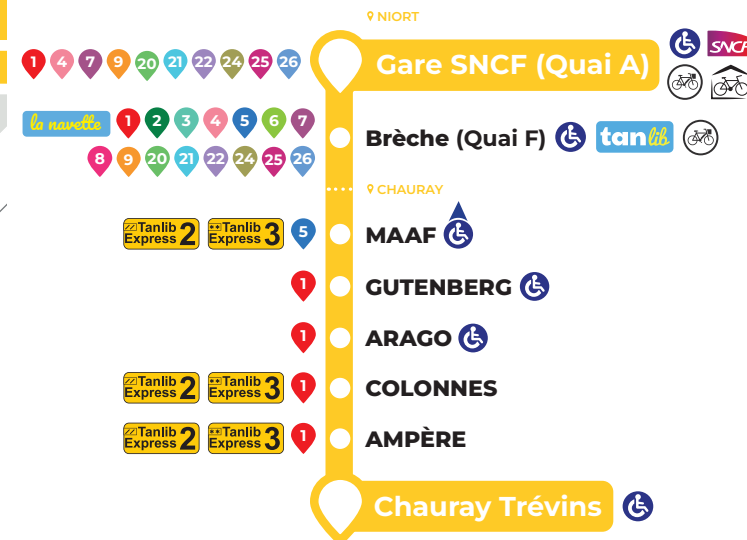 NIORT
1 4 7 9 20 21 22 24 25 26
Gare SNCF (Quai A)
SNCF
la navette 1 2 3 4 5 6 7
8 9 20 21 22 24 25 26
Brèche (Quai F)
tanlib
CHAURAY
Tanlib Express 2 Tanlib Express 3 5
MAAF
1
GUTENBERG
1
ARAGO
Tanlib Express 2 Tanlib Express 3 1
COLONNES
Tanlib Express 2 Tanlib Express 3 1
AMPÈRE
Chauray Trévins